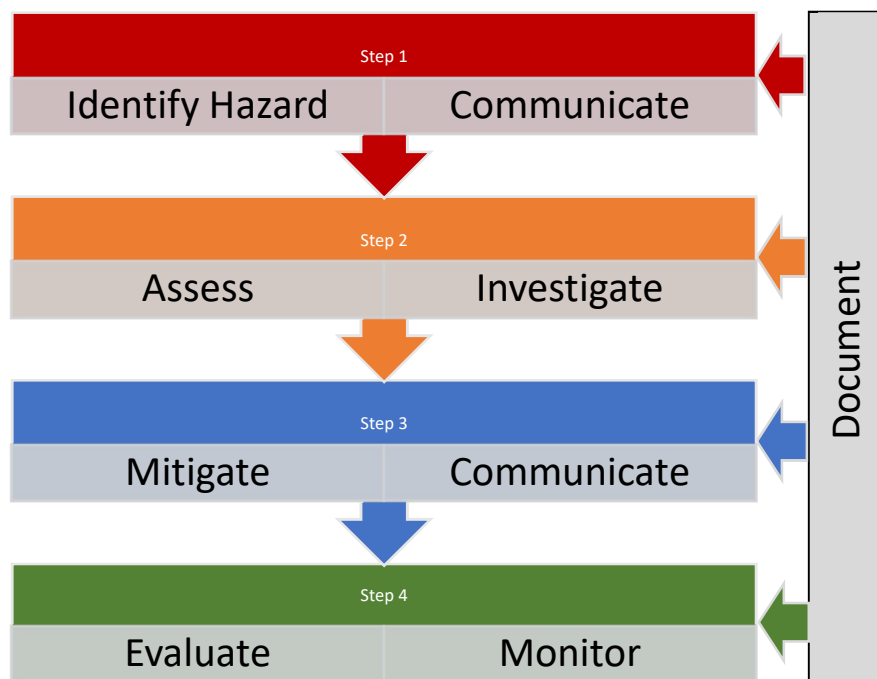 Step 1
Identify Hazard
Communicate
Step 2
Assess
Investigate
Step 3
Mitigate
Communicate
Step 4
Evaluate
Monitor
Document